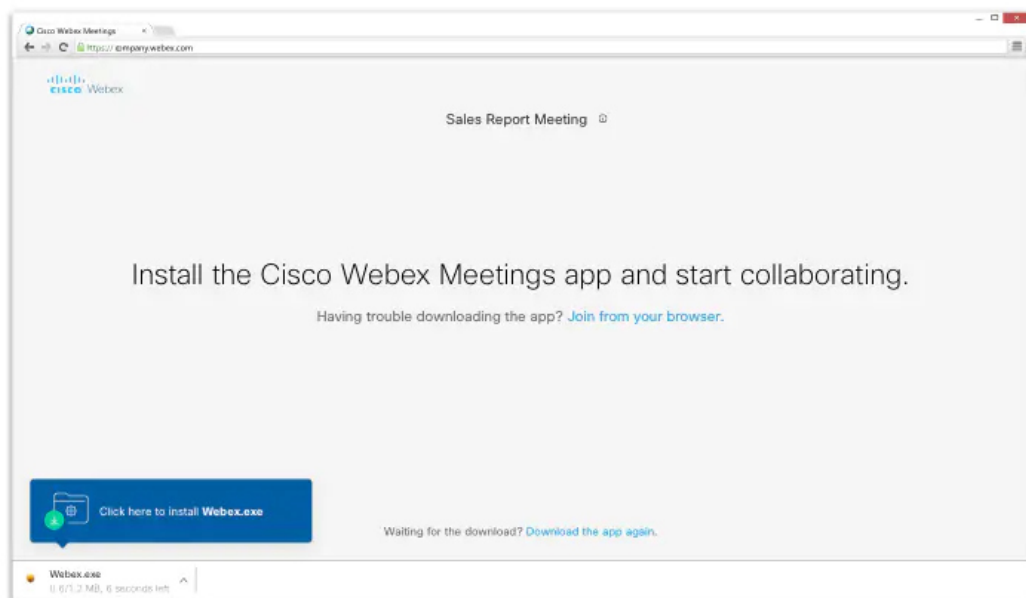 Cisco Webex Meetings
https:// company.webex.com
CISCO Webex
Sales Report Meeting
Install the Cisco Webex Meetings app and start collaborating.
Having trouble downloading the app? Join from your browser.
Click here to install Webex.exe
Waiting for the download? Download the app again.
Webex.exe
0.6/1.2 MB, 6 seconds left